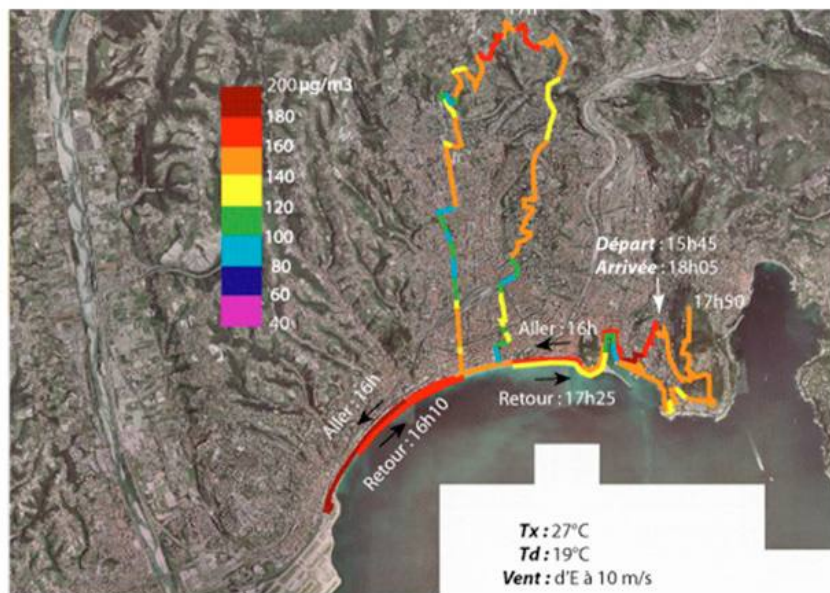 200 µg/m3
180
160
140
120
100
80
60
40
Départ : 15h45
Arrivée : 18h05
17h50
Aller : 16h
Retour : 17h25
Aller : 16h
Retour : 16h10
Tx : 27°C
Td : 19°C
Vent : d'E à 10 m/s